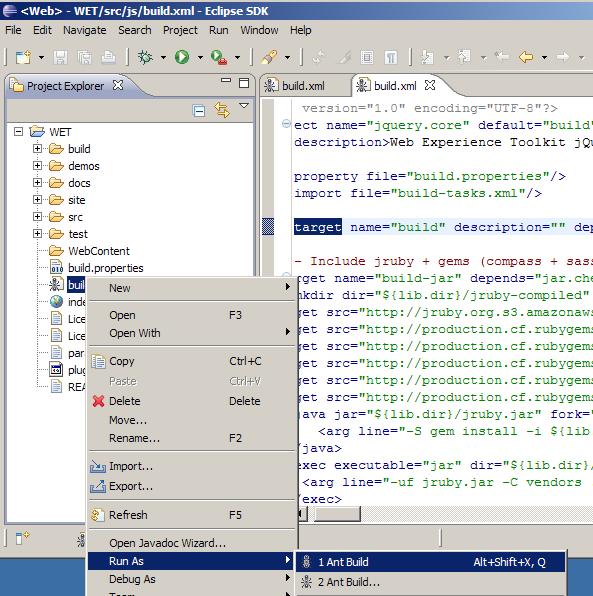 <Web> - WET/src/js/build.xml - Eclipse SDK
File Edit Navigate Search Project Run Window Help
Project Explorer
build.xml
build.xml
WET
build
demos
docs
site
src
test
WebContent
build.properties
version="1.0" encoding="UTF-8"?>
ect name="jquery.core" default="build"
description>Web Experience Toolkit jQu
property file="build.properties"/>
import file="build-tasks.xml"/>
target name="build" description="" dep
- Include jruby + gems (compass + sass
rget name="build-jar" depends="jar.che
mkdir dir="${lib.dir}/jruby-compiled"
get src="http://jruby.org.s3.amazonaws
get src="http://production.cf.rubygems
get src="http://production.cf.rubygems
get src="http://production.cf.rubygems
get src="http://production.cf.rubygems
get src="http://production.cf.rubygems
java jar="${lib.dir}/jruby.jar" fork="
<arg line="-S gem install -i ${lib
/java>
exec executable="jar" dir="${lib.dir}/
<arg line="-uf jruby.jar -C vendors
/exec>
New
Open F3
Open With
Copy Ctrl+C
Paste Ctrl+V
Delete Delete
Move...
Rename... F2
Import...
Export...
Refresh F5
Open Javadoc Wizard...
Run As
Debug As
1 Ant Build Alt+Shift+X, Q
2 Ant Build...